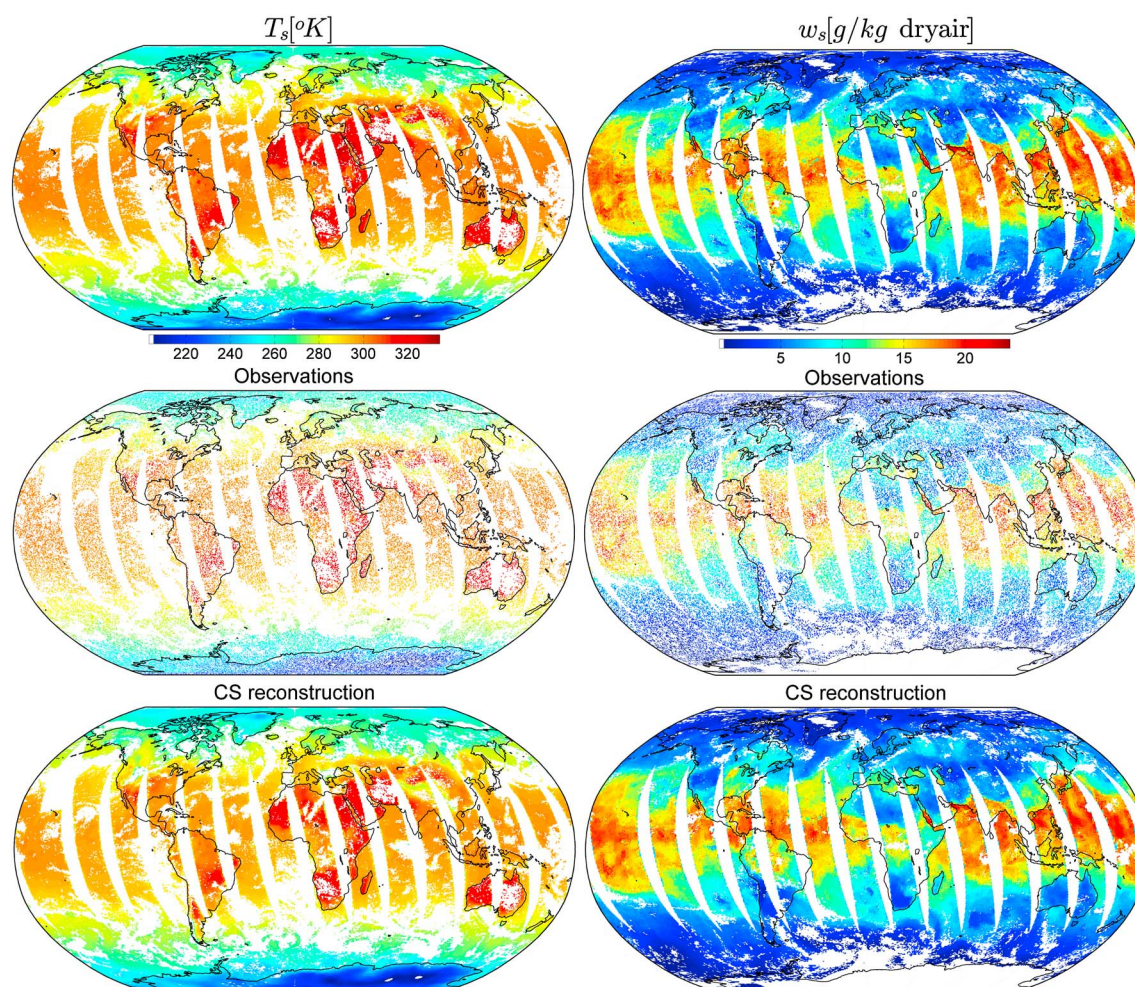 T_s[°K]
w_s[g/kg dryair]
220 240 260 280 300 320
5 10 15 20
Observations
Observations
CS reconstruction
CS reconstruction